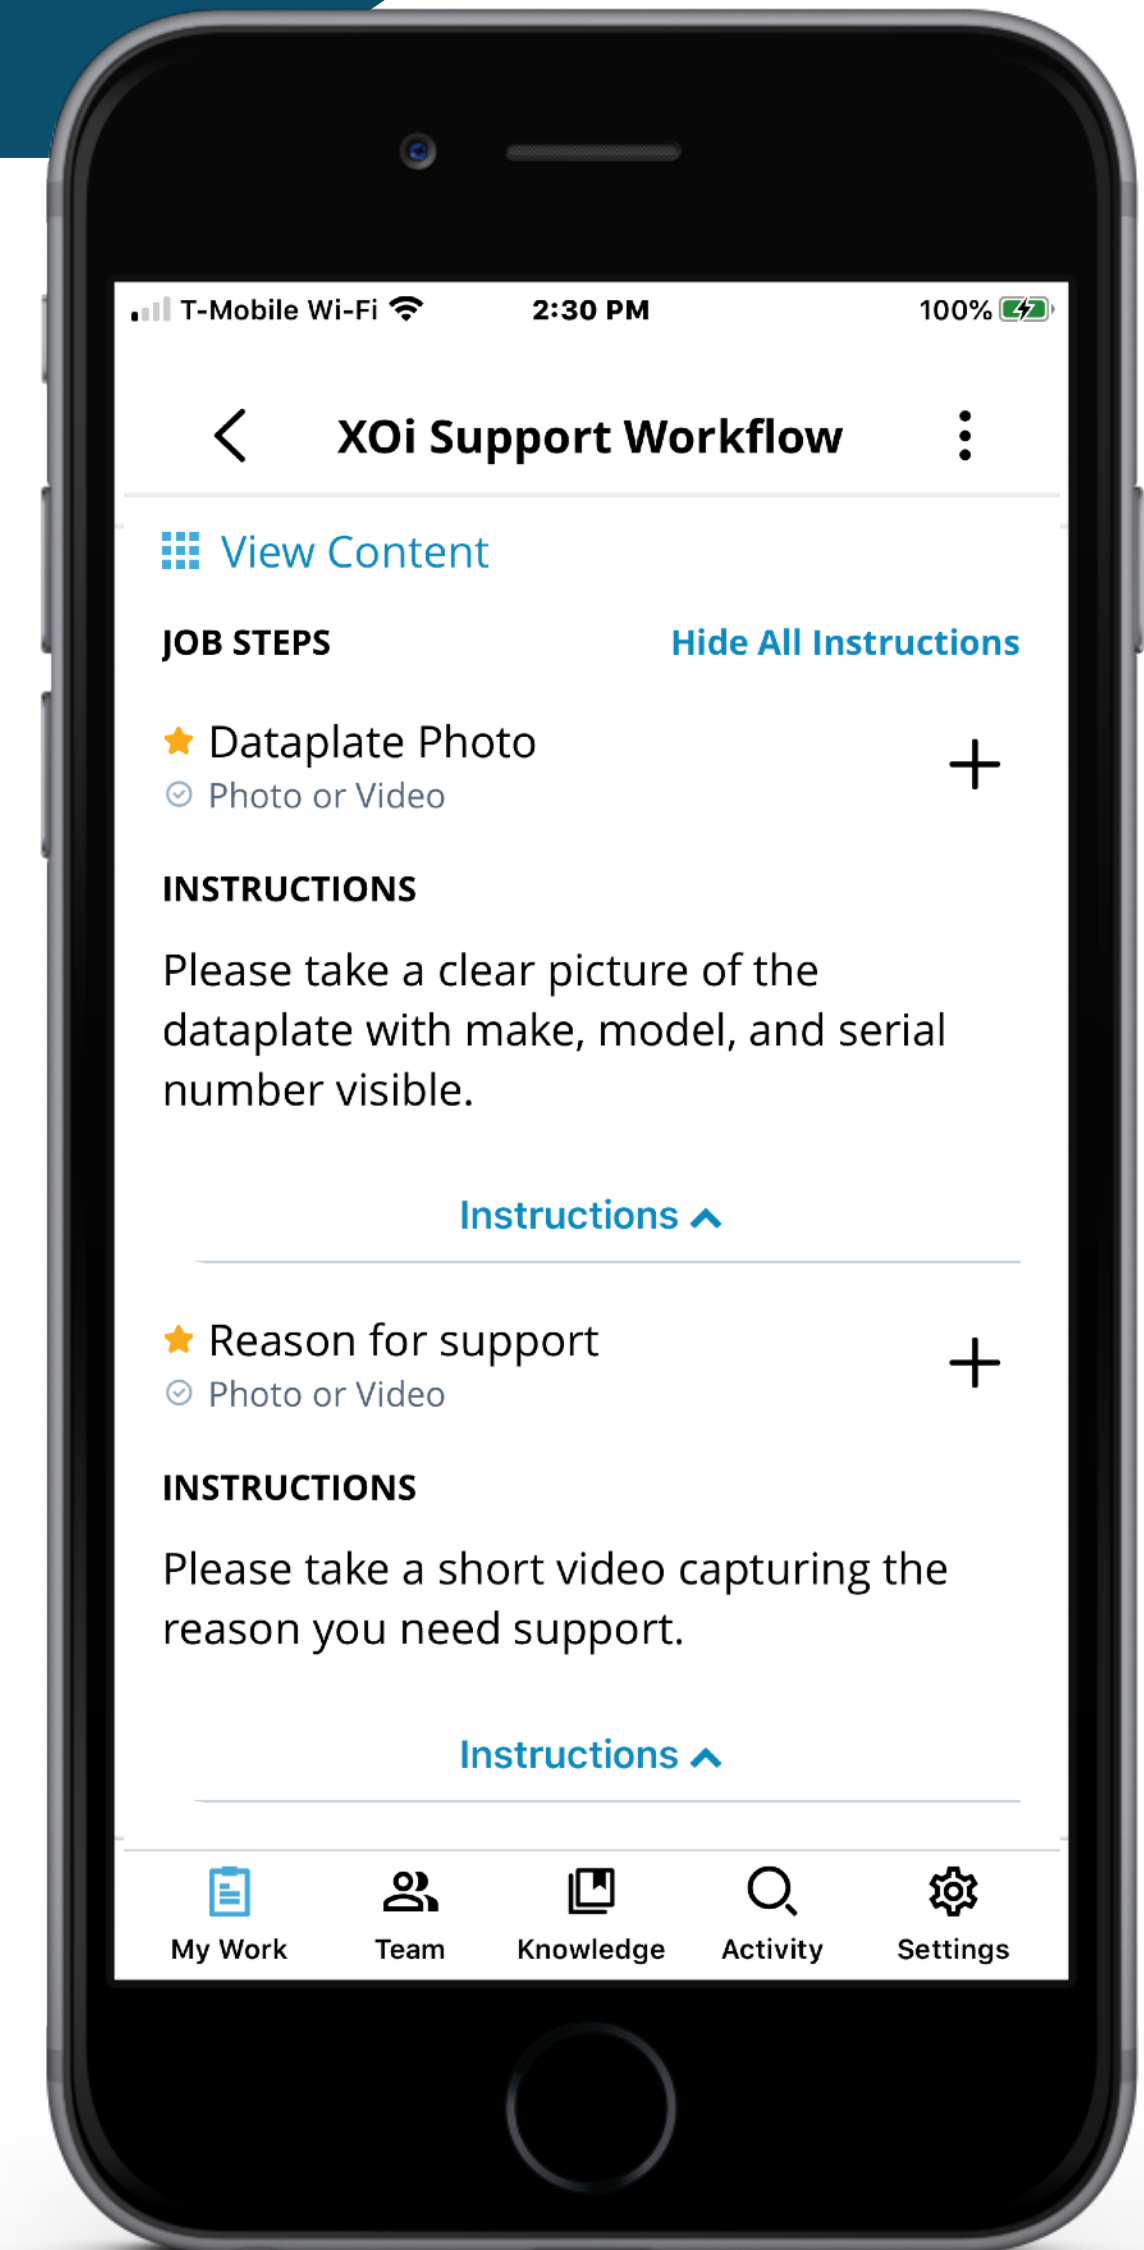 T-Mobile Wi-Fi 2:30 PM 100%
XOi Support Workflow
View Content
JOB STEPS Hide All Instructions
Dataplate Photo
Photo or Video
INSTRUCTIONS
Please take a clear picture of the
dataplate with make, model, and serial
number visible.
Instructions
Reason for support
Photo or Video
INSTRUCTIONS
Please take a short video capturing the
reason you need support.
Instructions
My Work Team Knowledge Activity Settings